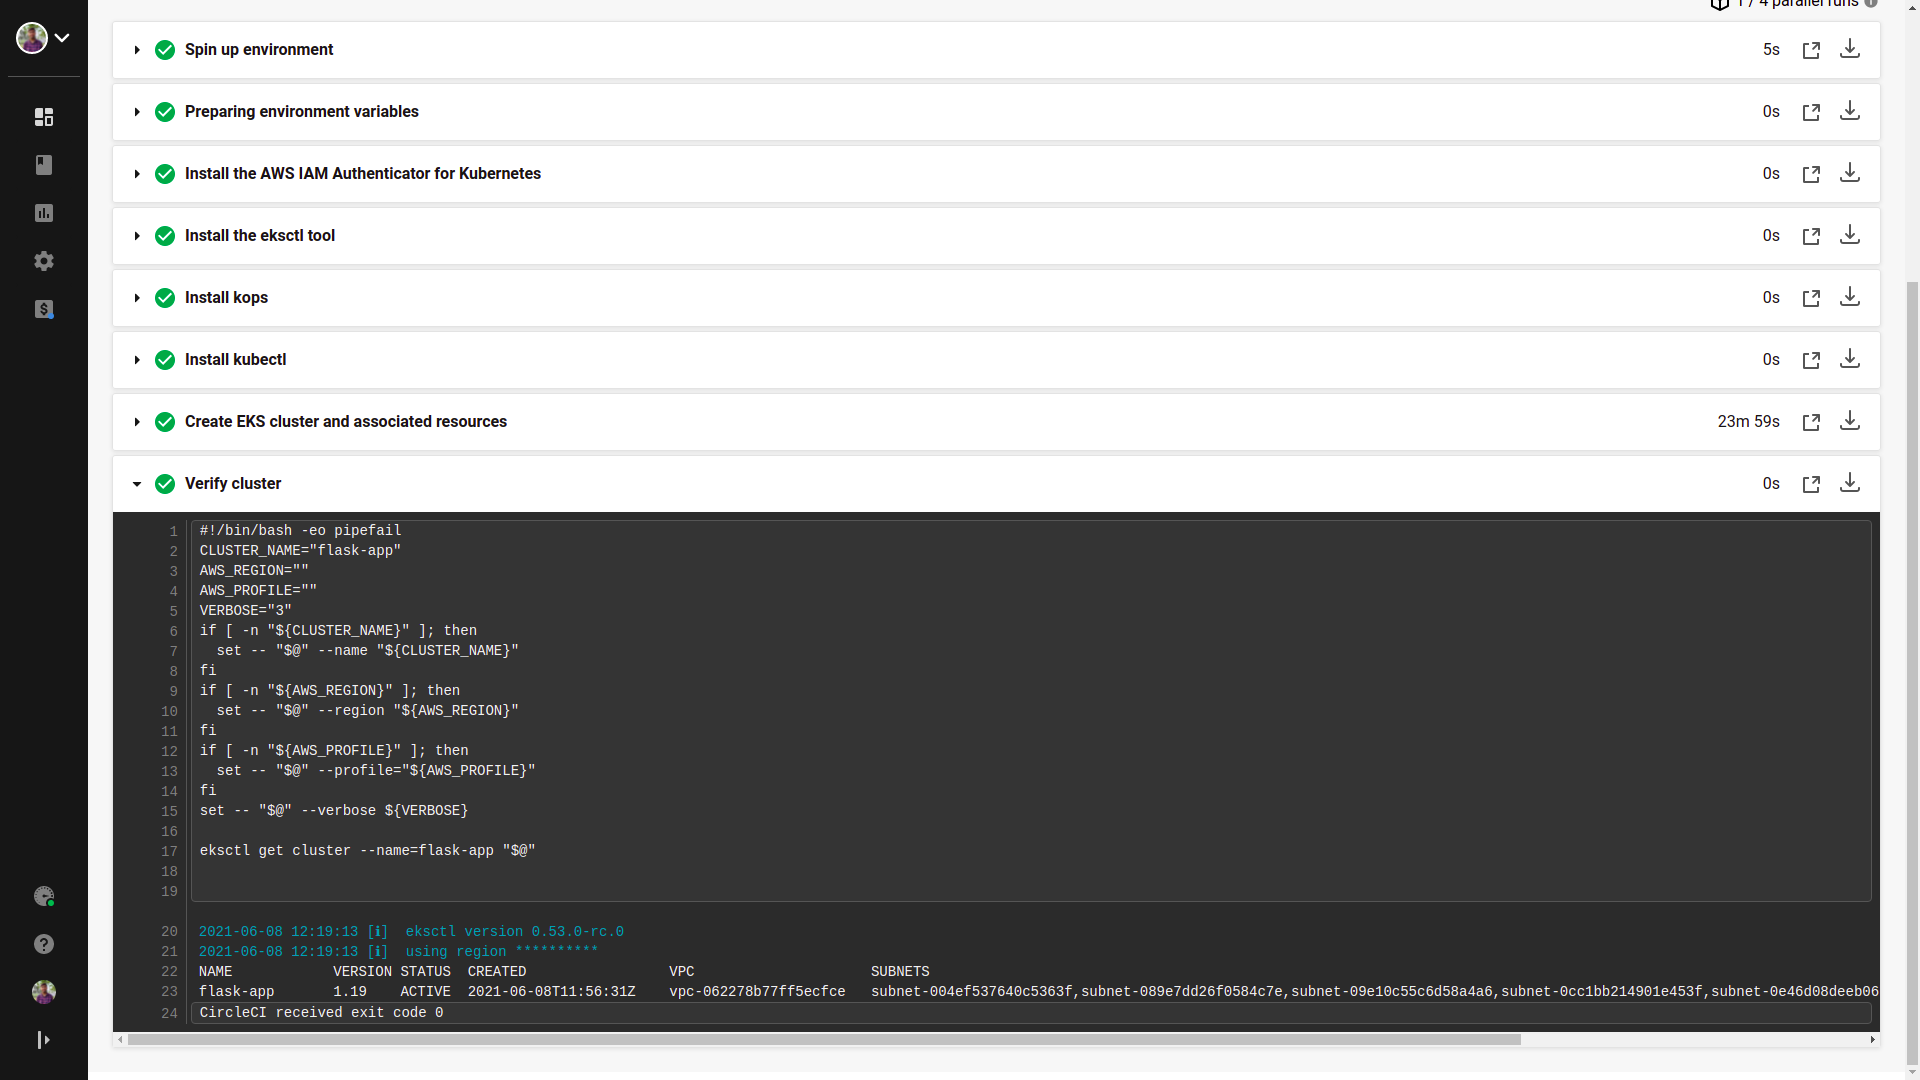 1 / 4 parallel runs
Spin up environment 5s
Preparing environment variables 0s
Install the AWS IAM Authenticator for Kubernetes 0s
Install the eksctl tool 0s
Install kops 0s
Install kubectl 0s
Create EKS cluster and associated resources 23m 59s
Verify cluster 0s
1 #!/bin/bash -eo pipefail
2 CLUSTER_NAME="flask-app"
3 AWS_REGION=""
4 AWS_PROFILE=""
5 VERBOSE="3"
6 if [ -n "${CLUSTER_NAME}" ]; then
7   set -- "$@" --name "${CLUSTER_NAME}"
8 fi
9 if [ -n "${AWS_REGION}" ]; then
10   set -- "$@" --region "${AWS_REGION}"
11 fi
12 if [ -n "${AWS_PROFILE}" ]; then
13   set -- "$@" --profile="${AWS_PROFILE}"
14 fi
15 set -- "$@" --verbose ${VERBOSE}
16
17 eksctl get cluster --name=flask-app "$@"
18
19
20 2021-06-08 12:19:13 [ℹ]  eksctl version 0.53.0-rc.0
21 2021-06-08 12:19:13 [ℹ]  using region **********
22 NAME VERSION STATUS CREATED VPC SUBNETS
23 flask-app 1.19 ACTIVE 2021-06-08T11:56:31Z vpc-062278b77ff5ecfce subnet-004ef537640c5363f,subnet-089e7dd26f0584c7e,subnet-09e10c55c6d58a4a6,subnet-0cc1bb214901e453f,subnet-0e46d08deeb06
24 CircleCI received exit code 0